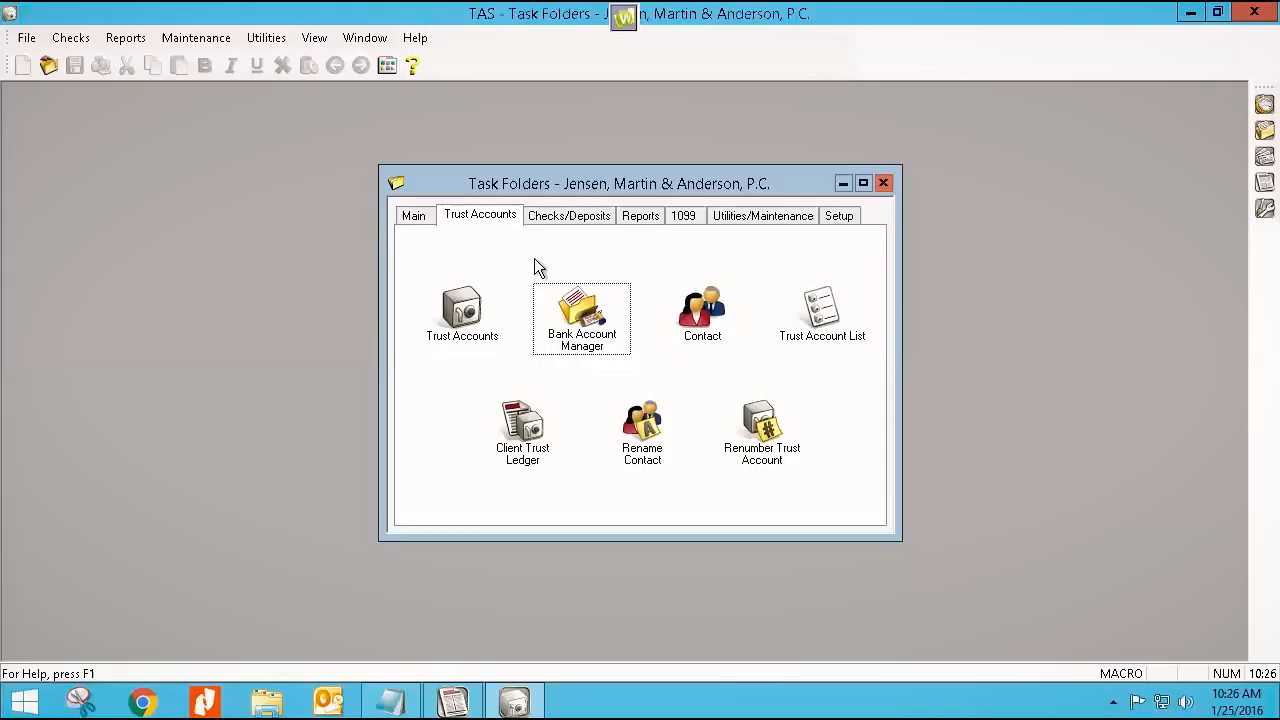 TAS - Task Folders - J n, Martin & Anderson, P.C.
File Checks Reports Maintenance Utilities View Window Help
B I U ?
Task Folders - Jensen, Martin & Anderson, P.C.
Main Trust Accounts Checks/Deposits Reports 1099 Utilities/Maintenance Setup
Trust Accounts
Bank Account
Manager
Contact
Trust Account List
Client Trust
Ledger
Rename
Contact
Renumber Trust
Account
For Help, press F1
MACRO NUM 10:26
10:26 AM
1/25/2016